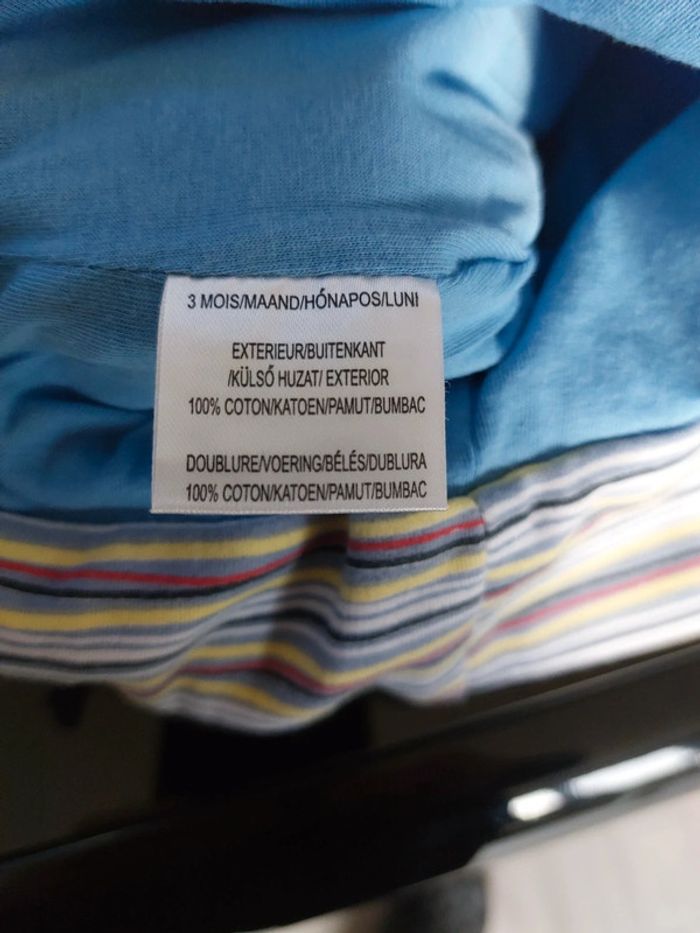 3 MOIS/MAAND/HÓNAPOS/LUNI
EXTERIEUR/BUITENKANT
/KÜLSŐ HUZAT/ EXTERIOR
100% COTON/KATOEN/PAMUT/BUMBAC
DOUBLURE/VOERING/BÉLÉS/DUBLURA
100% COTON/KATOEN/PAMUT/BUMBAC